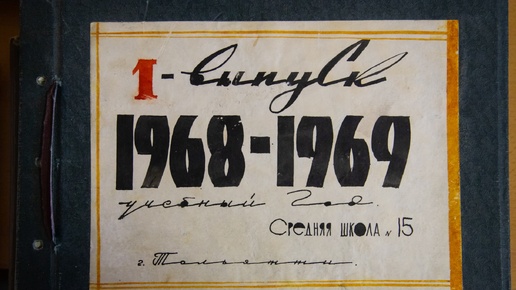 1-выпуск
1968-1969
учебный год.
Средняя школа № 15
г. Тольятти.